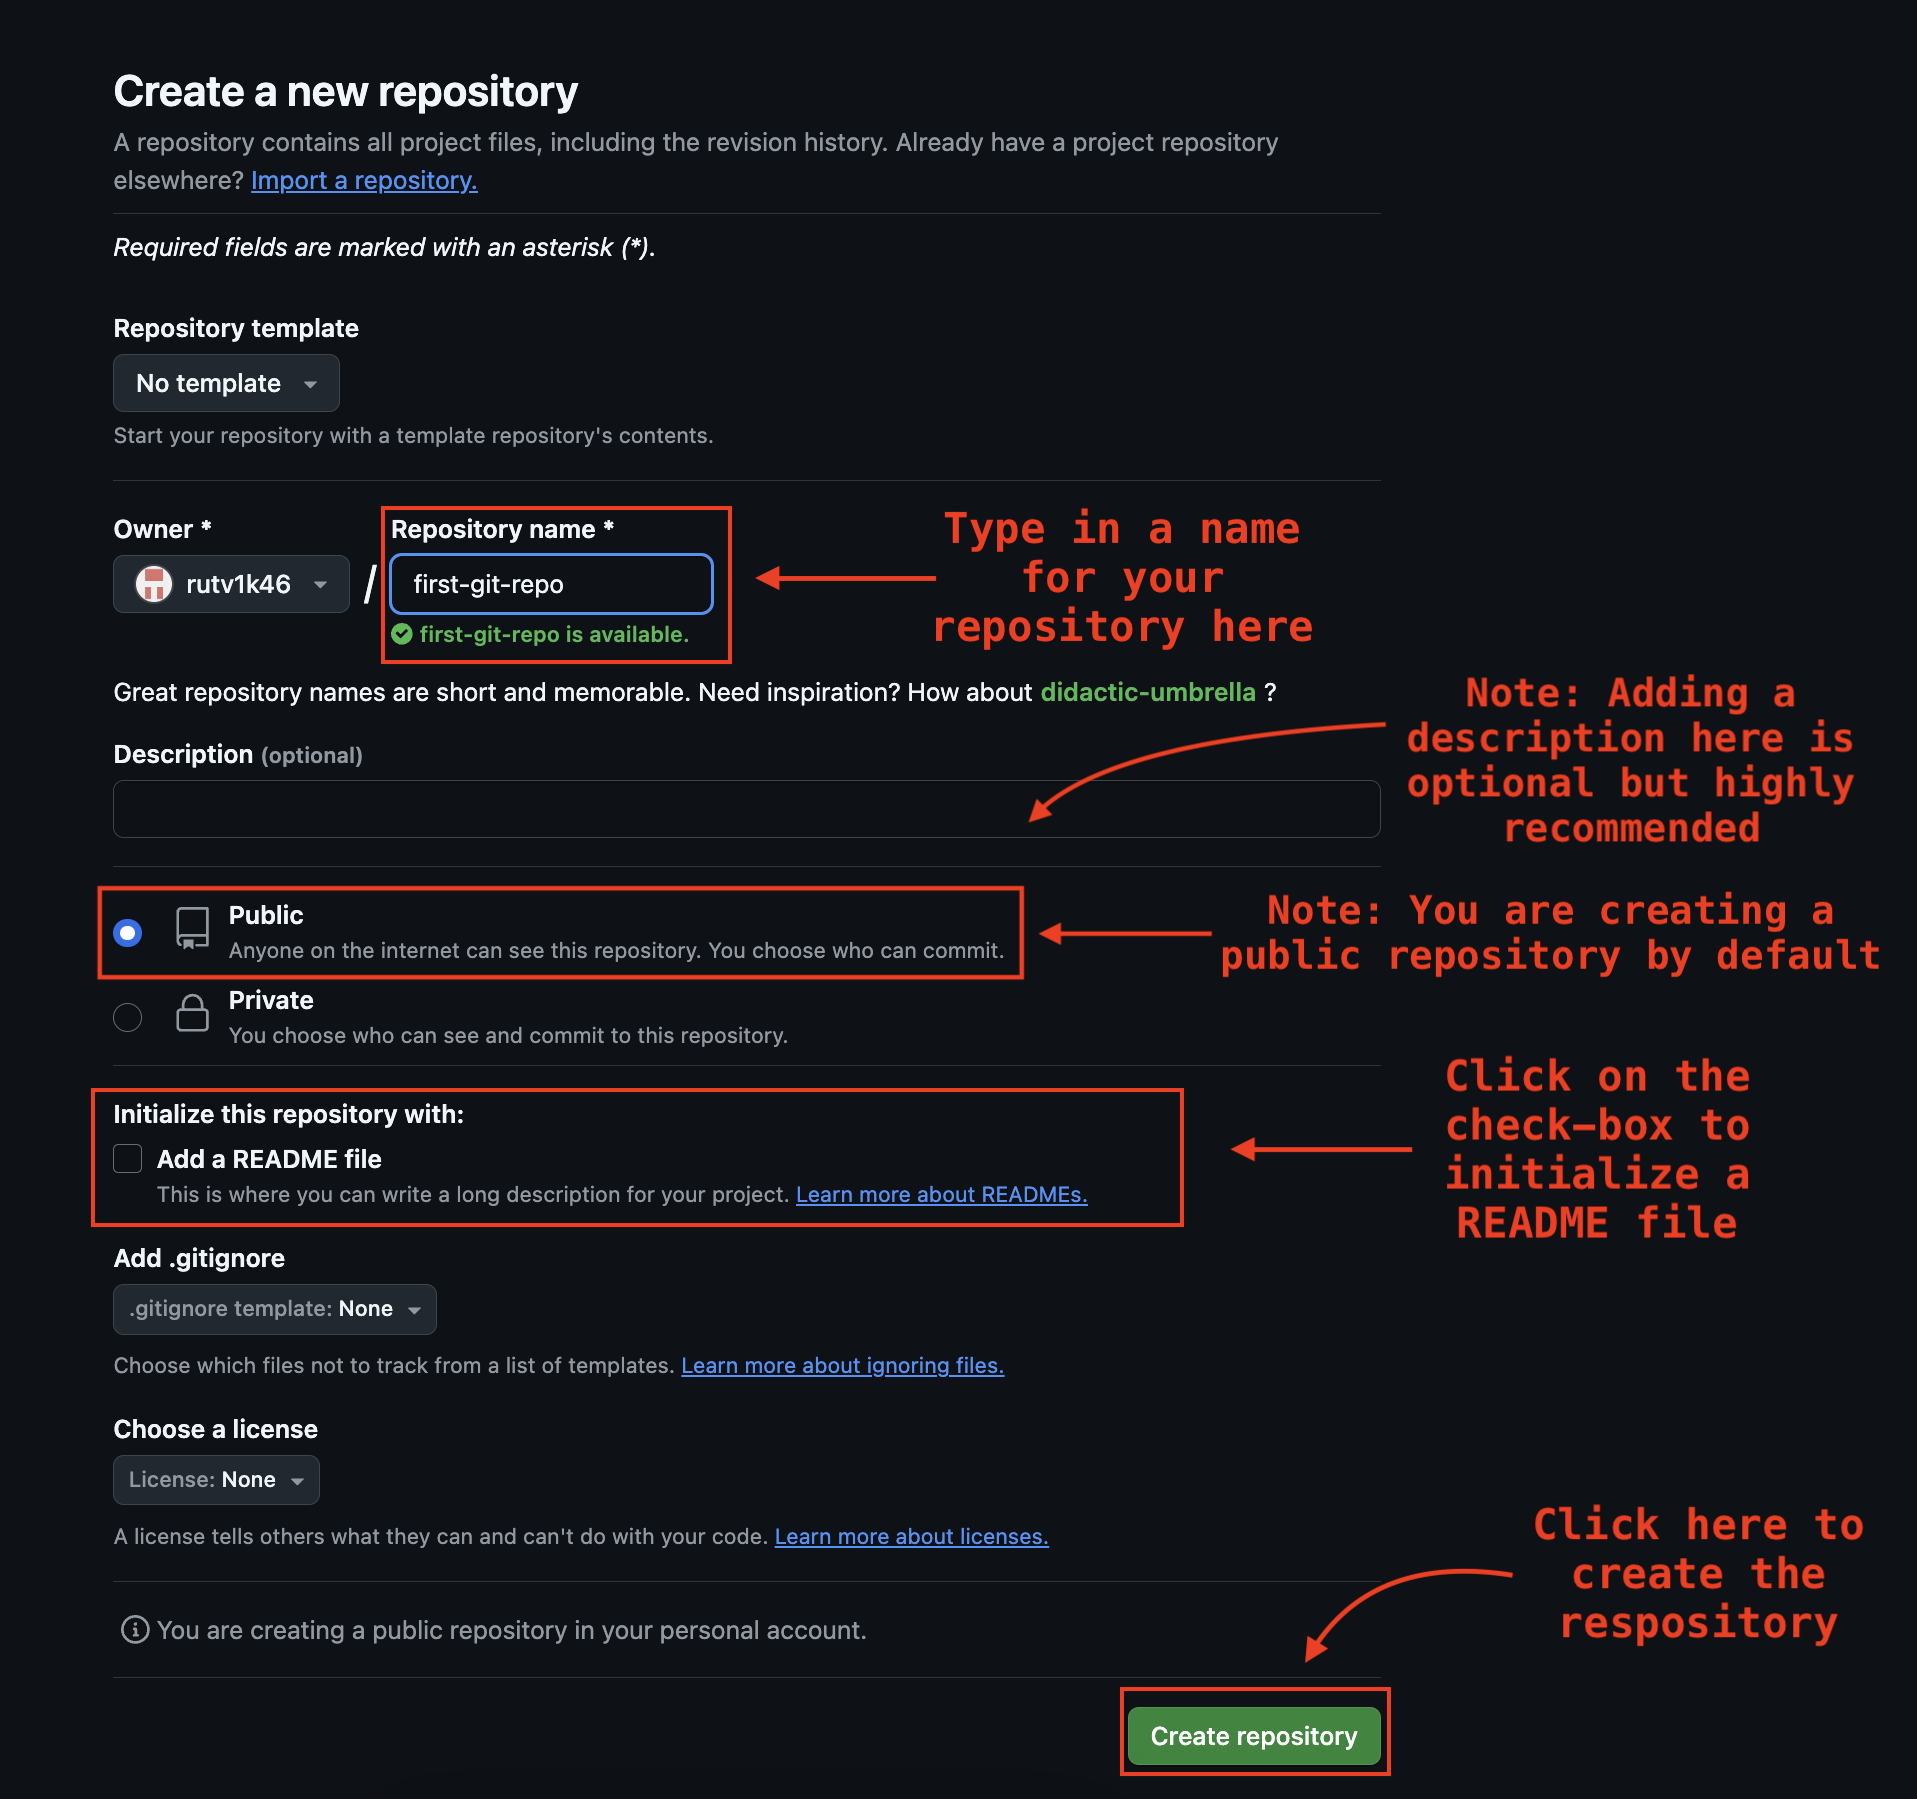 Create a new repository
A repository contains all project files, including the revision history. Already have a project repository
elsewhere? Import a repository.
Required fields are marked with an asterisk (*).
Repository template
No template
Start your repository with a template repository's contents.
Owner *
rutv1k46
/
Repository name *
first-git-repo
first-git-repo is available.
Type in a name
for your
repository here
Great repository names are short and memorable. Need inspiration? How about didactic-umbrella ?
Note: Adding a
description here is
optional but highly
recommended
Description (optional)
Public
Anyone on the internet can see this repository. You choose who can commit.
Note: You are creating a
public repository by default
Private
You choose who can see and commit to this repository.
Initialize this repository with:
Add a README file
This is where you can write a long description for your project. Learn more about READMEs.
Click on the
check-box to
initialize a
README file
Add .gitignore
.gitignore template: None
Choose which files not to track from a list of templates. Learn more about ignoring files.
Choose a license
License: None
A license tells others what they can and can't do with your code. Learn more about licenses.
Click here to
create the
respository
You are creating a public repository in your personal account.
Create repository